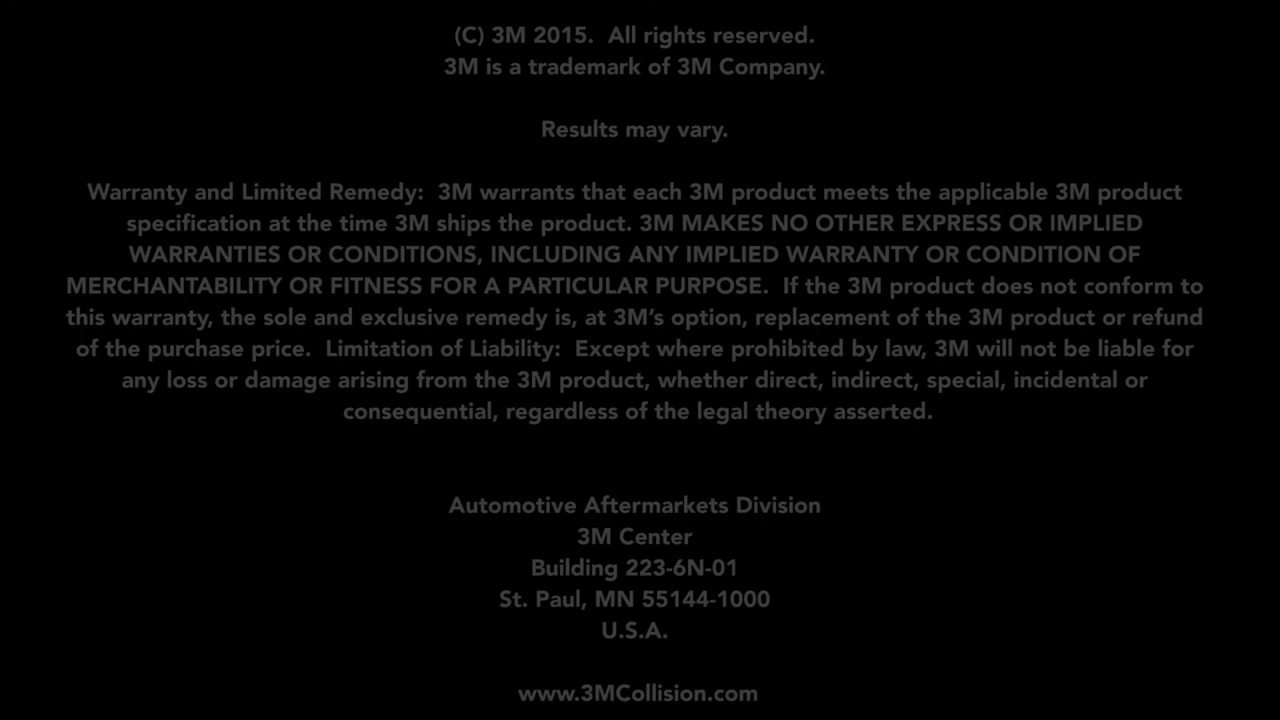 (C) 3M 2015.  All rights reserved.
3M is a trademark of 3M Company.
Results may vary.
Warranty and Limited Remedy:  3M warrants that each 3M product meets the applicable 3M product
specification at the time 3M ships the product. 3M MAKES NO OTHER EXPRESS OR IMPLIED
WARRANTIES OR CONDITIONS, INCLUDING ANY IMPLIED WARRANTY OR CONDITION OF
MERCHANTABILITY OR FITNESS FOR A PARTICULAR PURPOSE.  If the 3M product does not conform to
this warranty, the sole and exclusive remedy is, at 3M’s option, replacement of the 3M product or refund
of the purchase price.  Limitation of Liability:  Except where prohibited by law, 3M will not be liable for
any loss or damage arising from the 3M product, whether direct, indirect, special, incidental or
consequential, regardless of the legal theory asserted.
Automotive Aftermarkets Division
3M Center
Building 223-6N-01
St. Paul, MN 55144-1000
U.S.A.
www.3MCollision.com